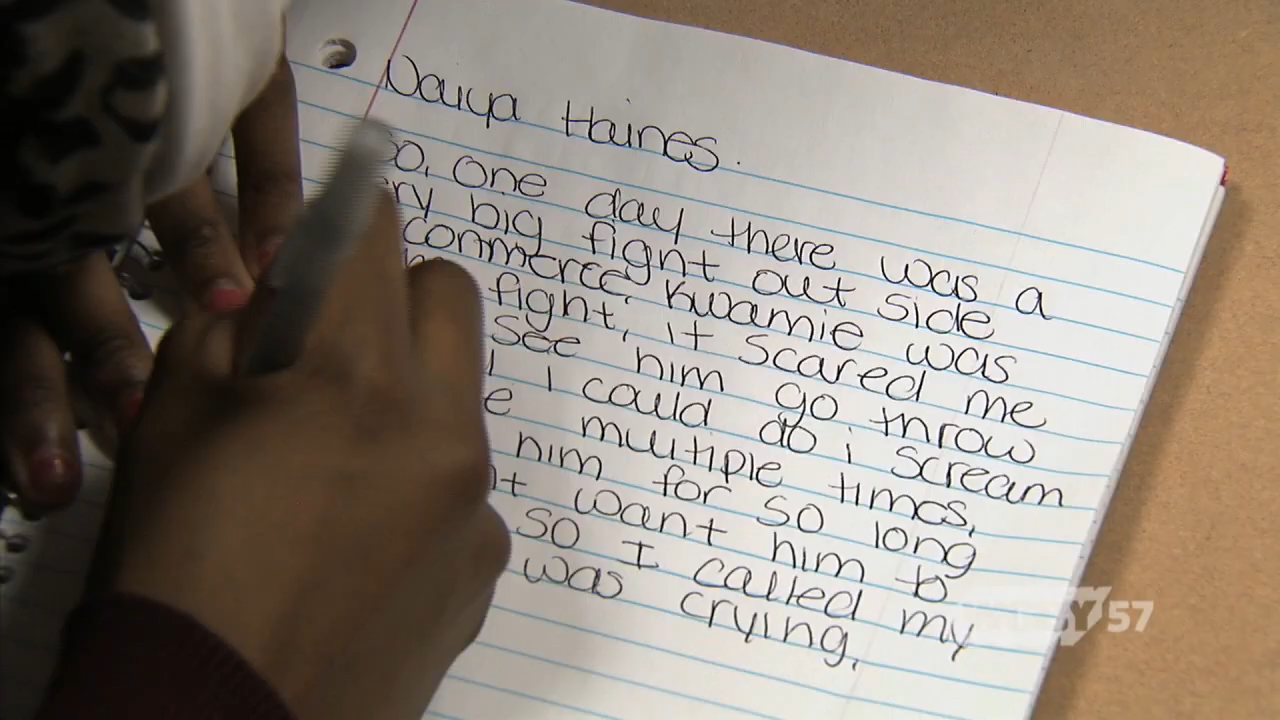 Naiya Haines.
So, one day there was a
ry big fight out side
commerce. Kwamie was
fight, it scared me
see him go throw
I could do i scream
e multiple times,
him for so long
nt want him to
so I called my
was crying,
57